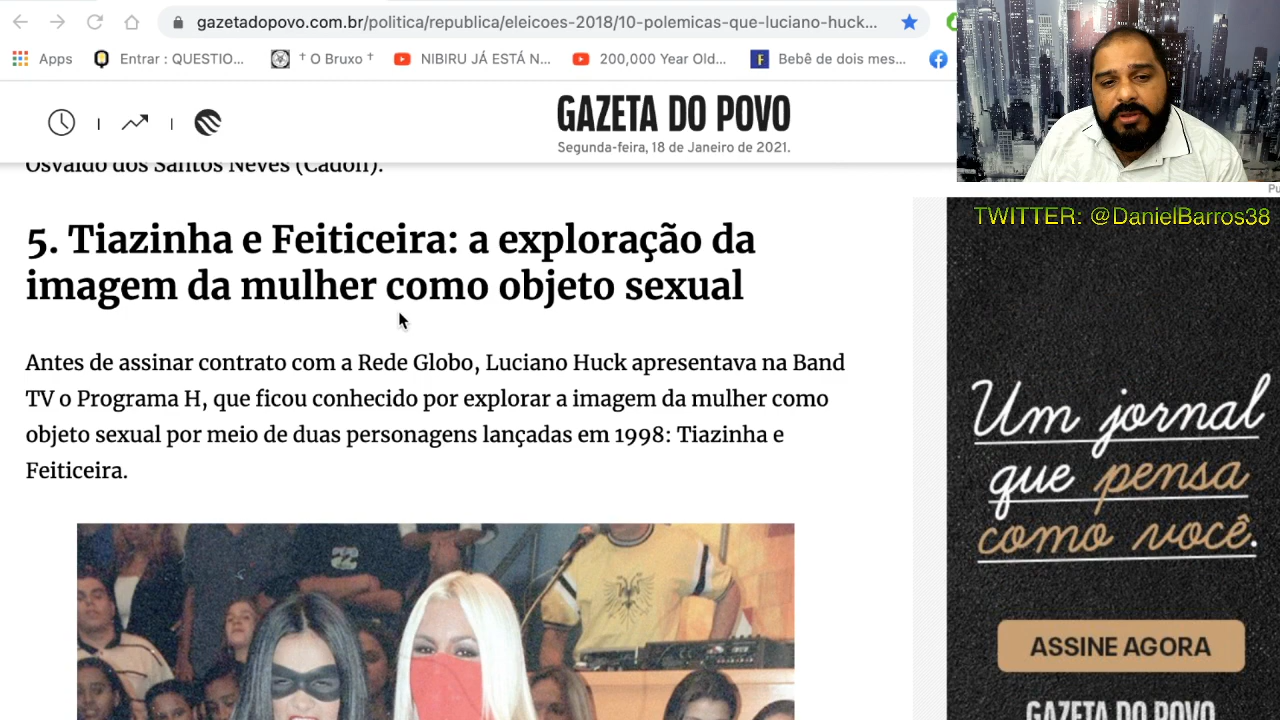 gazetadopovo.com.br/politica/republica/eleicoes-2018/10-polemicas-que-luciano-huck...
Apps
Entrar : QUESTIO...
† O Bruxo †
NIBIRU JÁ ESTÁ N...
200,000 Year Old...
Bebê de dois mes...
GAZETA DO POVO
Segunda-feira, 18 de Janeiro de 2021.
Osvaldo dos Santos Neves (Cadon).
5. Tiazinha e Feiticeira: a exploração da
imagem da mulher como objeto sexual
Antes de assinar contrato com a Rede Globo, Luciano Huck apresentava na Band
TV o Programa H, que ficou conhecido por explorar a imagem da mulher como
objeto sexual por meio de duas personagens lançadas em 1998: Tiazinha e
Feiticeira.
Pu
TWITTER: @DanielBarros38
Um jornal
que pensa
como você.
ASSINE AGORA
GAZETA DO POVO